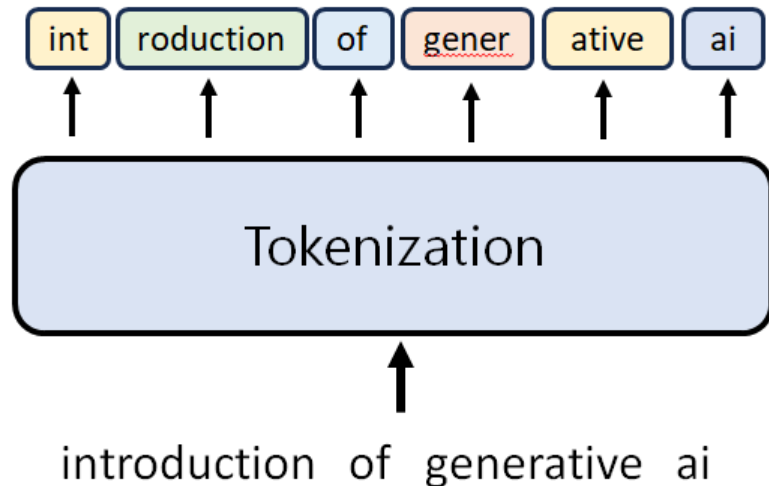 int roduction of gener ative ai
Tokenization
introduction of generative ai